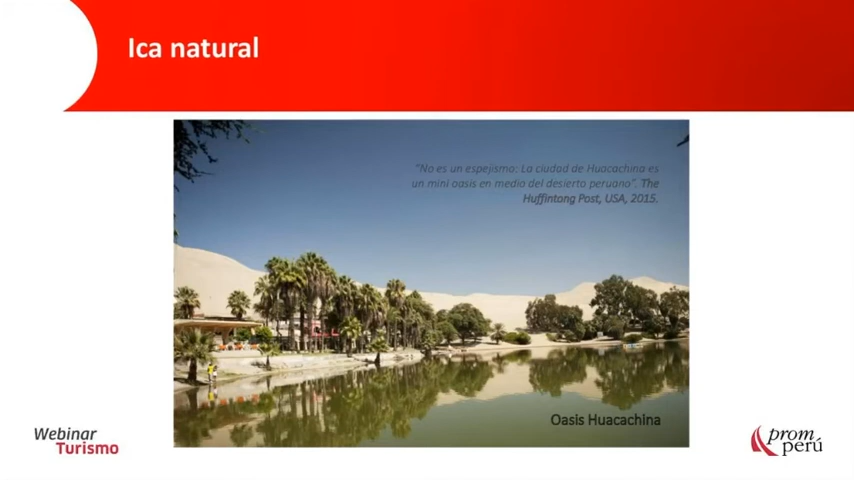 Ica natural
"No es un espejismo: La ciudad de Huacachina es
un mini oasis en medio del desierto peruano". The
Huffintong Post, USA, 2015.
Oasis Huacachina
Webinar
Turismo
prom
perú